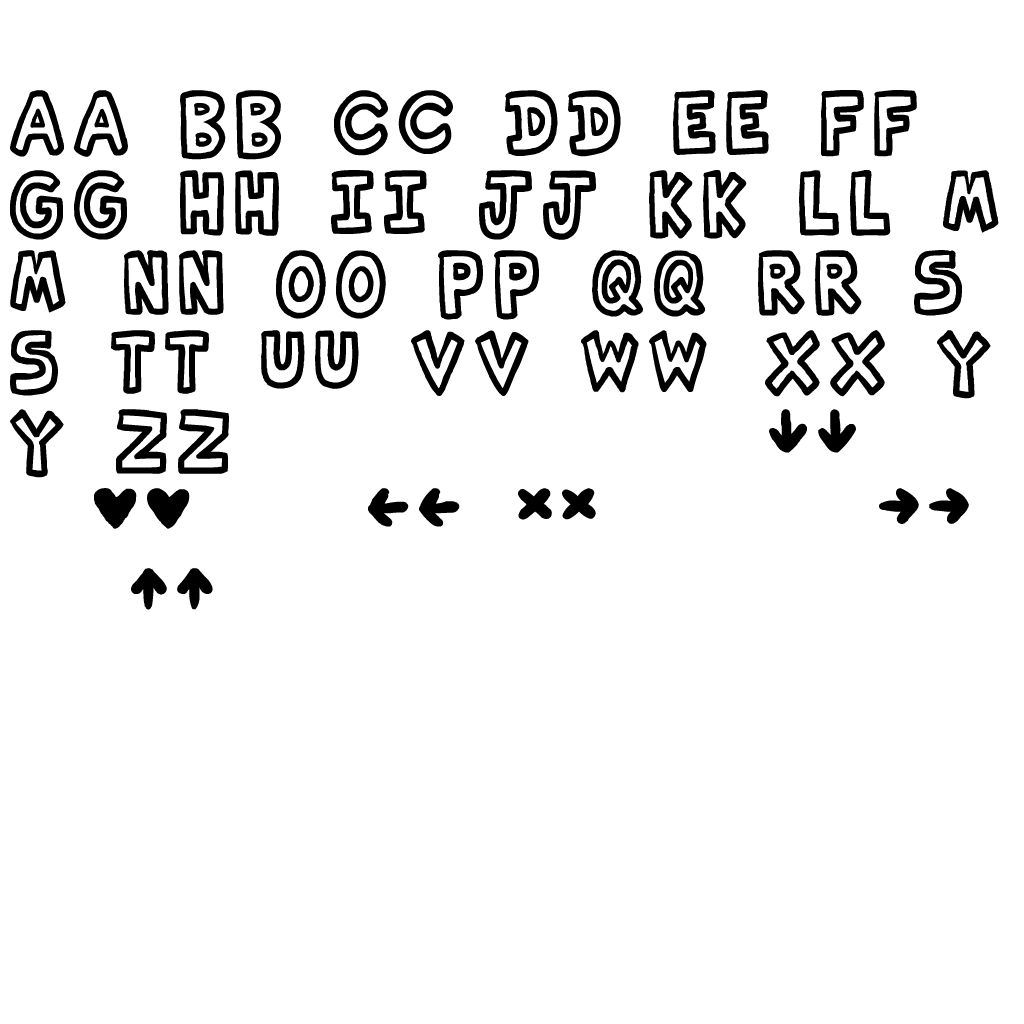 AA BB CC DD EE FF
GG HH II JJ KK LL M
M NN OO PP QQ RR S
S TT UU VV WW XX Y
Y ZZ ↓↓
♥♥ ←← ×× →→
↑↑